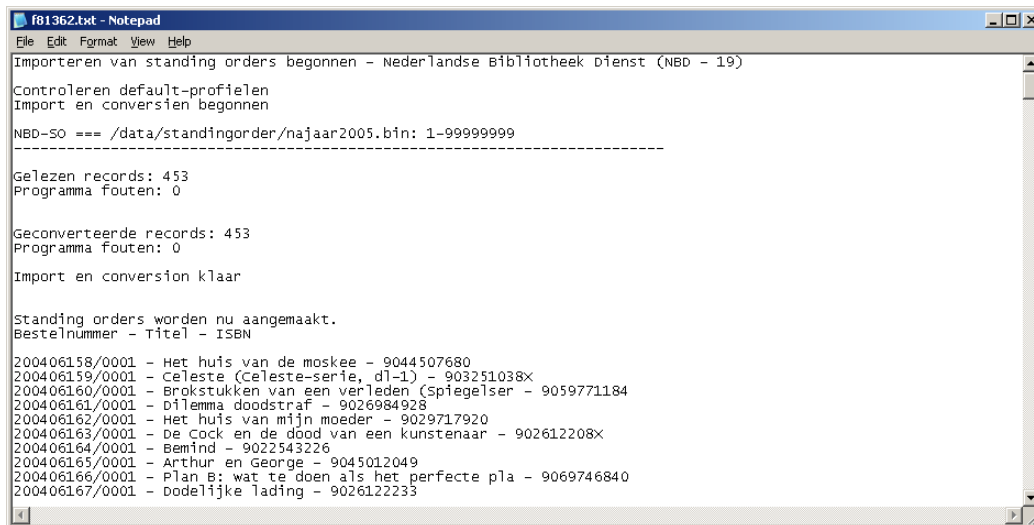 f81362.txt - Notepad
File Edit Format View Help
Importeren van standing orders begonnen - Nederlandse Bibliotheek Dienst (NBD - 19)
Controleren default-profielen
Import en conversien begonnen
NBD-SO === /data/standingorder/najaar2005.bin: 1-99999999
--------------------------------------------------------------------------
Gelezen records: 453
Programma fouten: 0
Geconverteerde records: 453
Programma fouten: 0
Import en conversion klaar
Standing orders worden nu aangemaakt.
Bestelnummer - Titel - ISBN
200406158/0001 - Het huis van de moskee - 9044507680
200406159/0001 - Celeste (Celeste-serie, dl-1) - 903251038X
200406160/0001 - Brokstukken van een verleden (Spiegelser - 9059771184
200406161/0001 - Dilemma doodstraf - 9026984928
200406162/0001 - Het huis van mijn moeder - 9029717920
200406163/0001 - De Cock en de dood van een kunstenaar - 902612208X
200406164/0001 - Bemind - 9022543226
200406165/0001 - Arthur en George - 9045012049
200406166/0001 - Plan B: wat te doen als het perfecte pla - 9069746840
200406167/0001 - Dodelijke lading - 9026122233